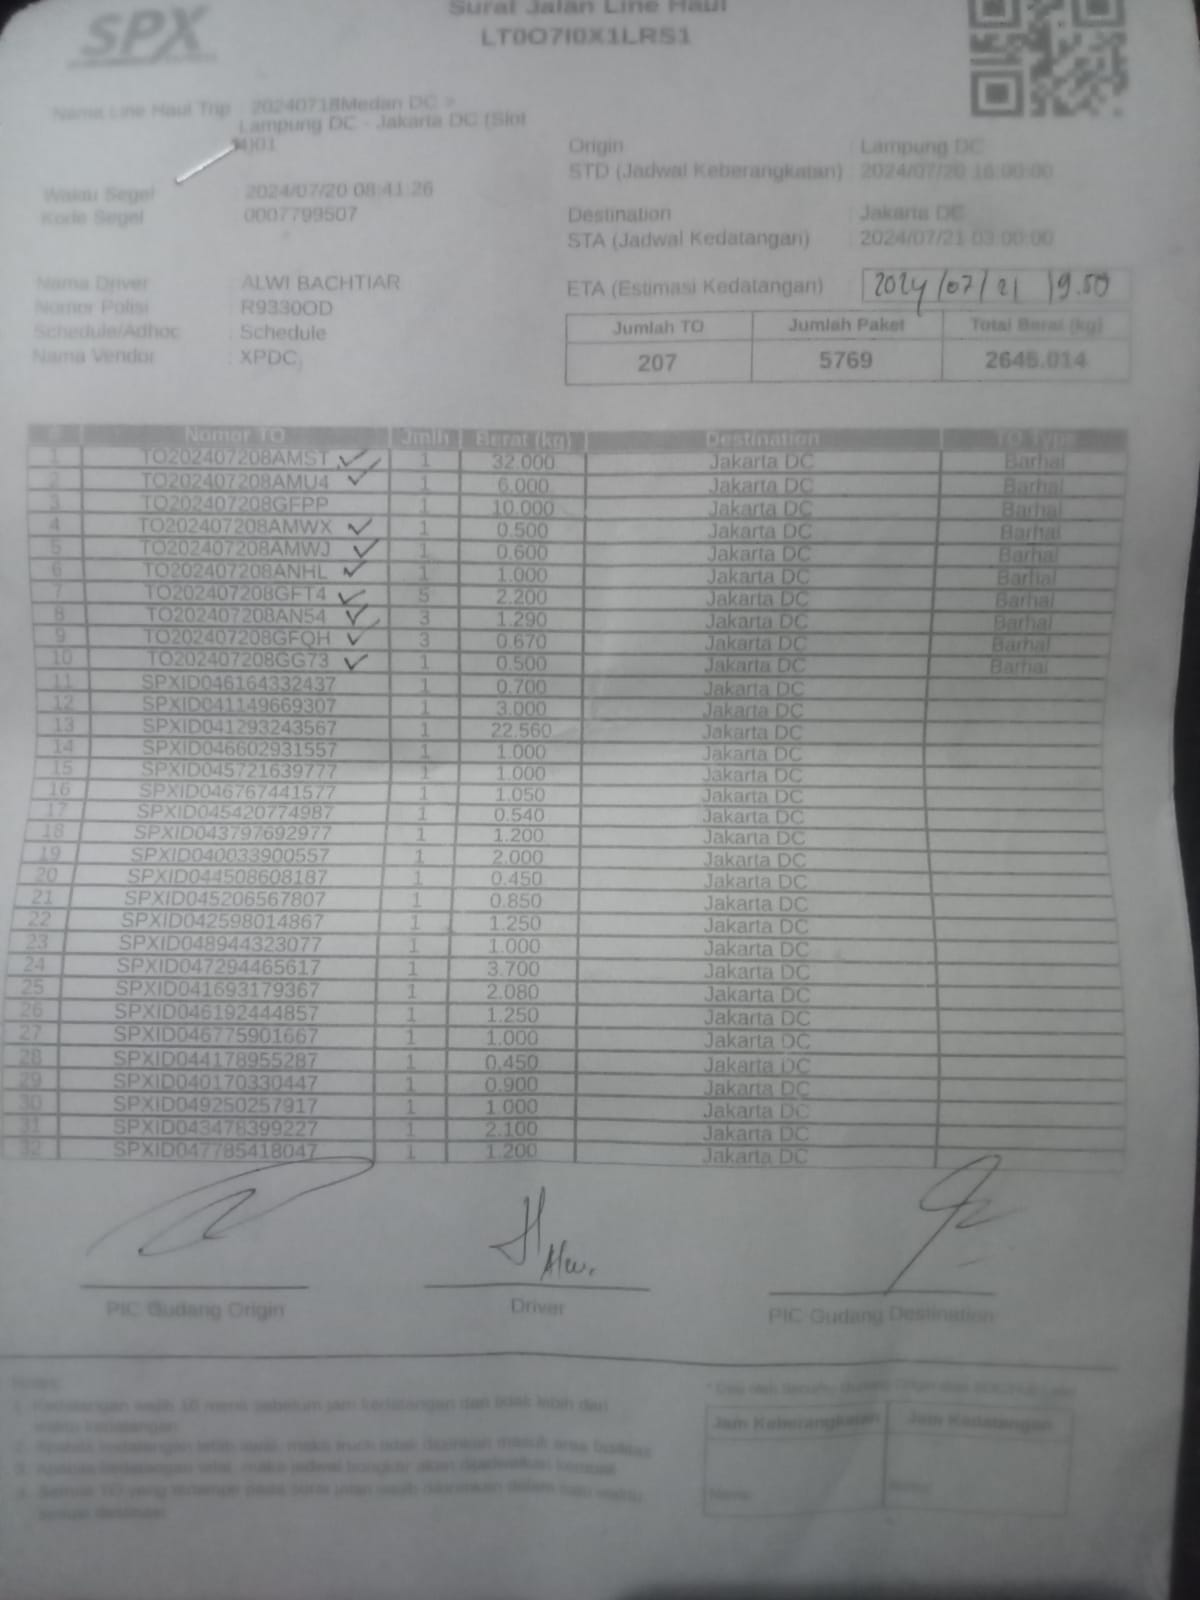 SPX
Surat Jalan Line Haul
LT0O7I0X1LRS1
Nama Line Haul Trip : 20240718Medan DC >
Lampung DC - Jakarta DC (Slot
4)01
Waktu Segel : 2024/07/20 08:41:26
Kode Segel : 0007799507
Origin : Lampung DC
STD (Jadwal Keberangkatan) : 2024/07/20 16:00:00
Destination : Jakarta DC
STA (Jadwal Kedatangan) : 2024/07/21 03:00:00
Nama Driver : ALWI BACHTIAR
Nomor Polisi : R9330OD
Schedule/Adhoc : Schedule
Nama Vendor : XPDC
ETA (Estimasi Kedatangan) 2024/07/21 19.50
Jumlah TO Jumlah Paket Total Berat (kg)
207 5769 2645.014
# Nomor TO Jmlh Berat (kg) Destination TO Type
1 TO202407208AMST 1 32.000 Jakarta DC Barhal
2 TO202407208AMU4 1 6.000 Jakarta DC Barhal
3 TO202407208GFPP 1 10.000 Jakarta DC Barhal
4 TO202407208AMWX 1 0.500 Jakarta DC Barhal
5 TO202407208AMWJ 1 0.600 Jakarta DC Barhal
6 TO202407208ANHL 1 1.000 Jakarta DC Barhal
7 TO202407208GFT4 5 2.200 Jakarta DC Barhal
8 TO202407208AN54 3 1.290 Jakarta DC Barhal
9 TO202407208GFQH 3 0.670 Jakarta DC Barhal
10 TO202407208GG73 1 0.500 Jakarta DC Barhal
11 SPXID046164332437 1 0.700 Jakarta DC
12 SPXID041149669307 1 3.000 Jakarta DC
13 SPXID041293243567 1 22.560 Jakarta DC
14 SPXID046602931557 1 1.000 Jakarta DC
15 SPXID045721639777 1 1.000 Jakarta DC
16 SPXID046767441577 1 1.050 Jakarta DC
17 SPXID045420774987 1 0.540 Jakarta DC
18 SPXID043797692977 1 1.200 Jakarta DC
19 SPXID040033900557 1 2.000 Jakarta DC
20 SPXID044508608187 1 0.450 Jakarta DC
21 SPXID045206567807 1 0.850 Jakarta DC
22 SPXID042598014867 1 1.250 Jakarta DC
23 SPXID048944323077 1 1.000 Jakarta DC
24 SPXID047294465617 1 3.700 Jakarta DC
25 SPXID041693179367 1 2.080 Jakarta DC
26 SPXID046192444857 1 1.250 Jakarta DC
27 SPXID046775901667 1 1.000 Jakarta DC
28 SPXID044178955287 1 0.450 Jakarta DC
29 SPXID040170330447 1 0.900 Jakarta DC
30 SPXID049250257917 1 1.000 Jakarta DC
31 SPXID043478399227 1 2.100 Jakarta DC
32 SPXID047785418047 1 1.200 Jakarta DC
Alw.
PIC Gudang Origin
Driver
PIC Gudang Destination
1. Kedatangan wajib 10 menit sebelum jam kedatangan dan tidak lebih dari
waktu kedatangan
Jam Keberangkatan Jam Kedatangan